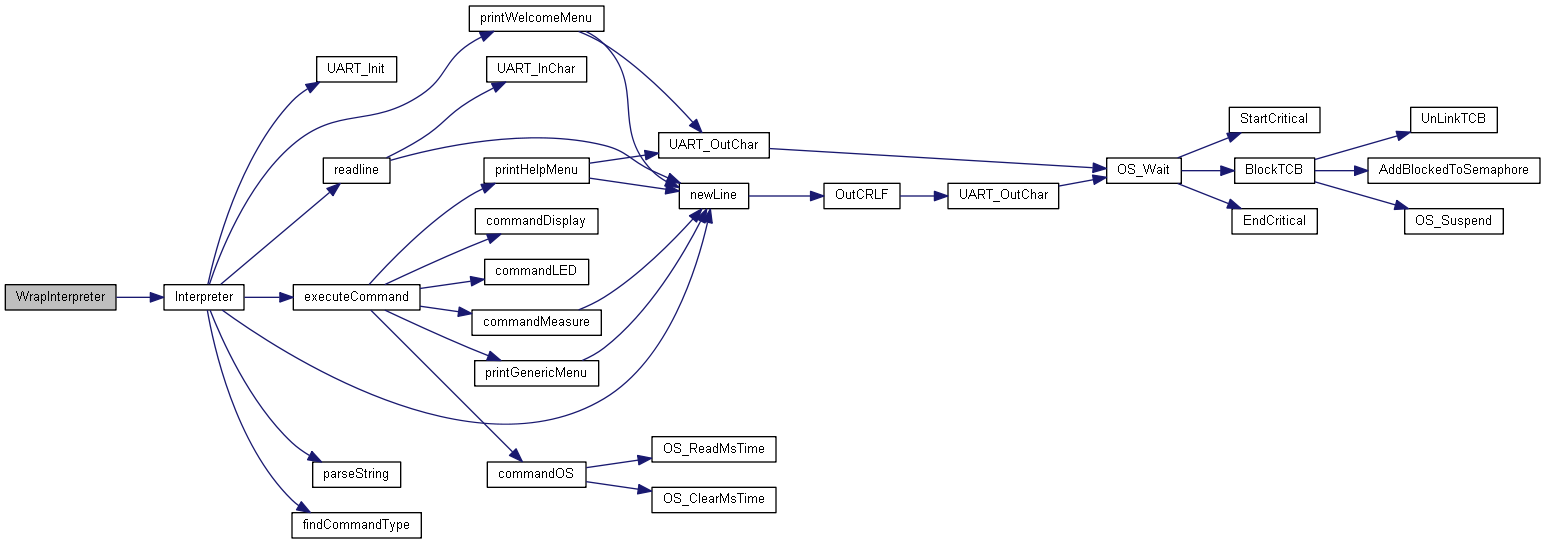 printWelcomeMenu
UART_Init
UART_InChar
StartCritical
UnLinkTCB
UART_OutChar
readline
printHelpMenu
OS_Wait
BlockTCB
AddBlockedToSemaphore
newLine
OutCRLF
UART_OutChar
commandDisplay
EndCritical
OS_Suspend
commandLED
WrapInterpreter
Interpreter
executeCommand
commandMeasure
printGenericMenu
OS_ReadMsTime
parseString
commandOS
OS_ClearMsTime
findCommandType